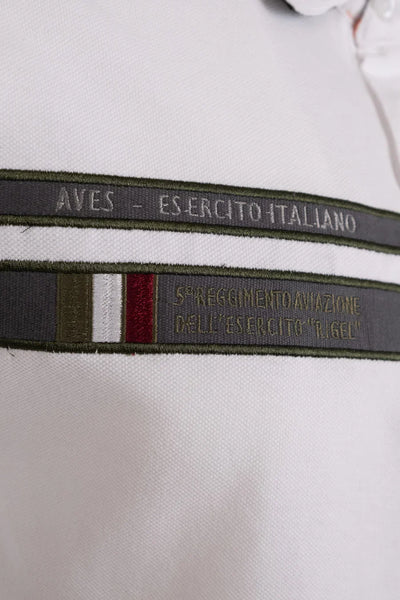 AVES - ESERCITO ITALIANO
5° REGGIMENTO AVIAZIONE
DELL'ESERCITO "RIGEL"